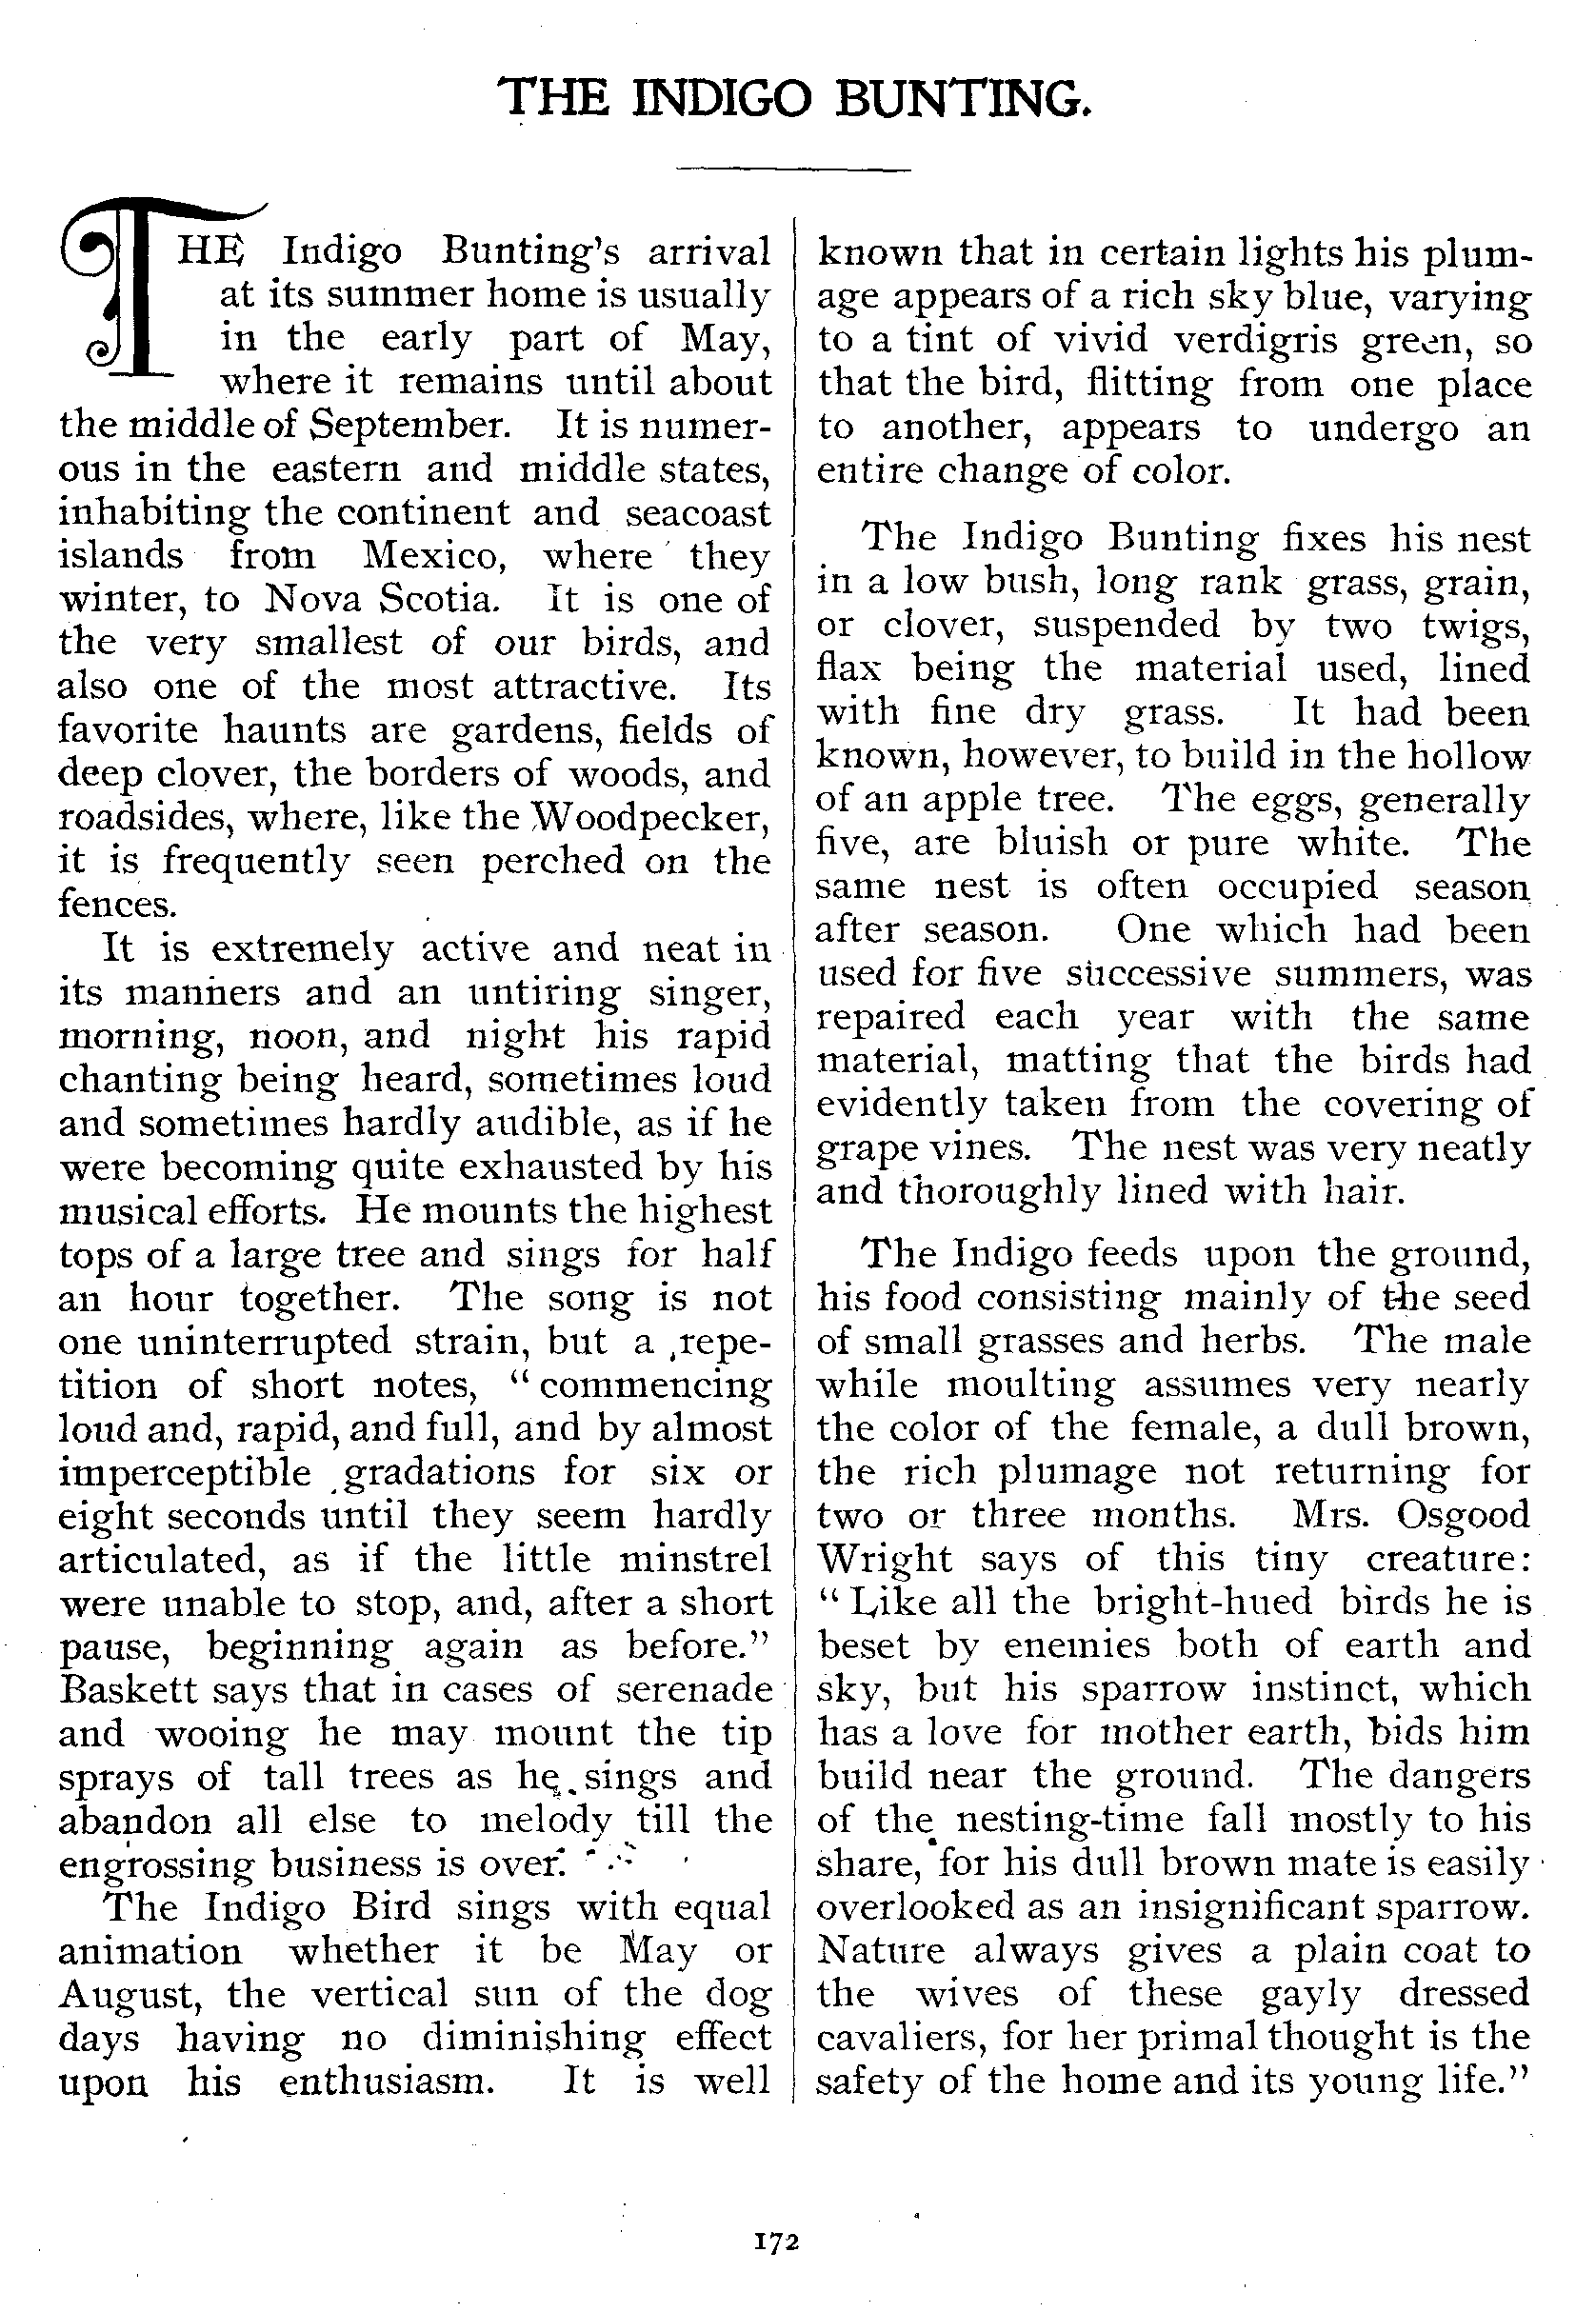 THE INDIGO BUNTING.
THE Indigo Bunting's arrival
at its summer home is usually
in the early part of May,
where it remains until about
the middle of September. It is numer-
ous in the eastern and middle states,
inhabiting the continent and seacoast
islands from Mexico, where they
winter, to Nova Scotia. It is one of
the very smallest of our birds, and
also one of the most attractive. Its
favorite haunts are gardens, fields of
deep clover, the borders of woods, and
roadsides, where, like the Woodpecker,
it is frequently seen perched on the
fences.
It is extremely active and neat in
its manners and an untiring singer,
morning, noon, and night his rapid
chanting being heard, sometimes loud
and sometimes hardly audible, as if he
were becoming quite exhausted by his
musical efforts. He mounts the highest
tops of a large tree and sings for half
an hour together. The song is not
one uninterrupted strain, but a repe-
tition of short notes, "commencing
loud and, rapid, and full, and by almost
imperceptible gradations for six or
eight seconds until they seem hardly
articulated, as if the little minstrel
were unable to stop, and, after a short
pause, beginning again as before."
Baskett says that in cases of serenade
and wooing he may mount the tip
sprays of tall trees as he sings and
abandon all else to melody till the
engrossing business is over.
The Indigo Bird sings with equal
animation whether it be May or
August, the vertical sun of the dog
days having no diminishing effect
upon his enthusiasm. It is well
known that in certain lights his plum-
age appears of a rich sky blue, varying
to a tint of vivid verdigris green, so
that the bird, flitting from one place
to another, appears to undergo an
entire change of color.
The Indigo Bunting fixes his nest
in a low bush, long rank grass, grain,
or clover, suspended by two twigs,
flax being the material used, lined
with fine dry grass. It had been
known, however, to build in the hollow
of an apple tree. The eggs, generally
five, are bluish or pure white. The
same nest is often occupied season
after season. One which had been
used for five successive summers, was
repaired each year with the same
material, matting that the birds had
evidently taken from the covering of
grape vines. The nest was very neatly
and thoroughly lined with hair.
The Indigo feeds upon the ground,
his food consisting mainly of the seed
of small grasses and herbs. The male
while moulting assumes very nearly
the color of the female, a dull brown,
the rich plumage not returning for
two or three months. Mrs. Osgood
Wright says of this tiny creature:
"Like all the bright-hued birds he is
beset by enemies both of earth and
sky, but his sparrow instinct, which
has a love for mother earth, bids him
build near the ground. The dangers
of the nesting-time fall mostly to his
share, for his dull brown mate is easily
overlooked as an insignificant sparrow.
Nature always gives a plain coat to
the wives of these gayly dressed
cavaliers, for her primal thought is the
safety of the home and its young life."
172